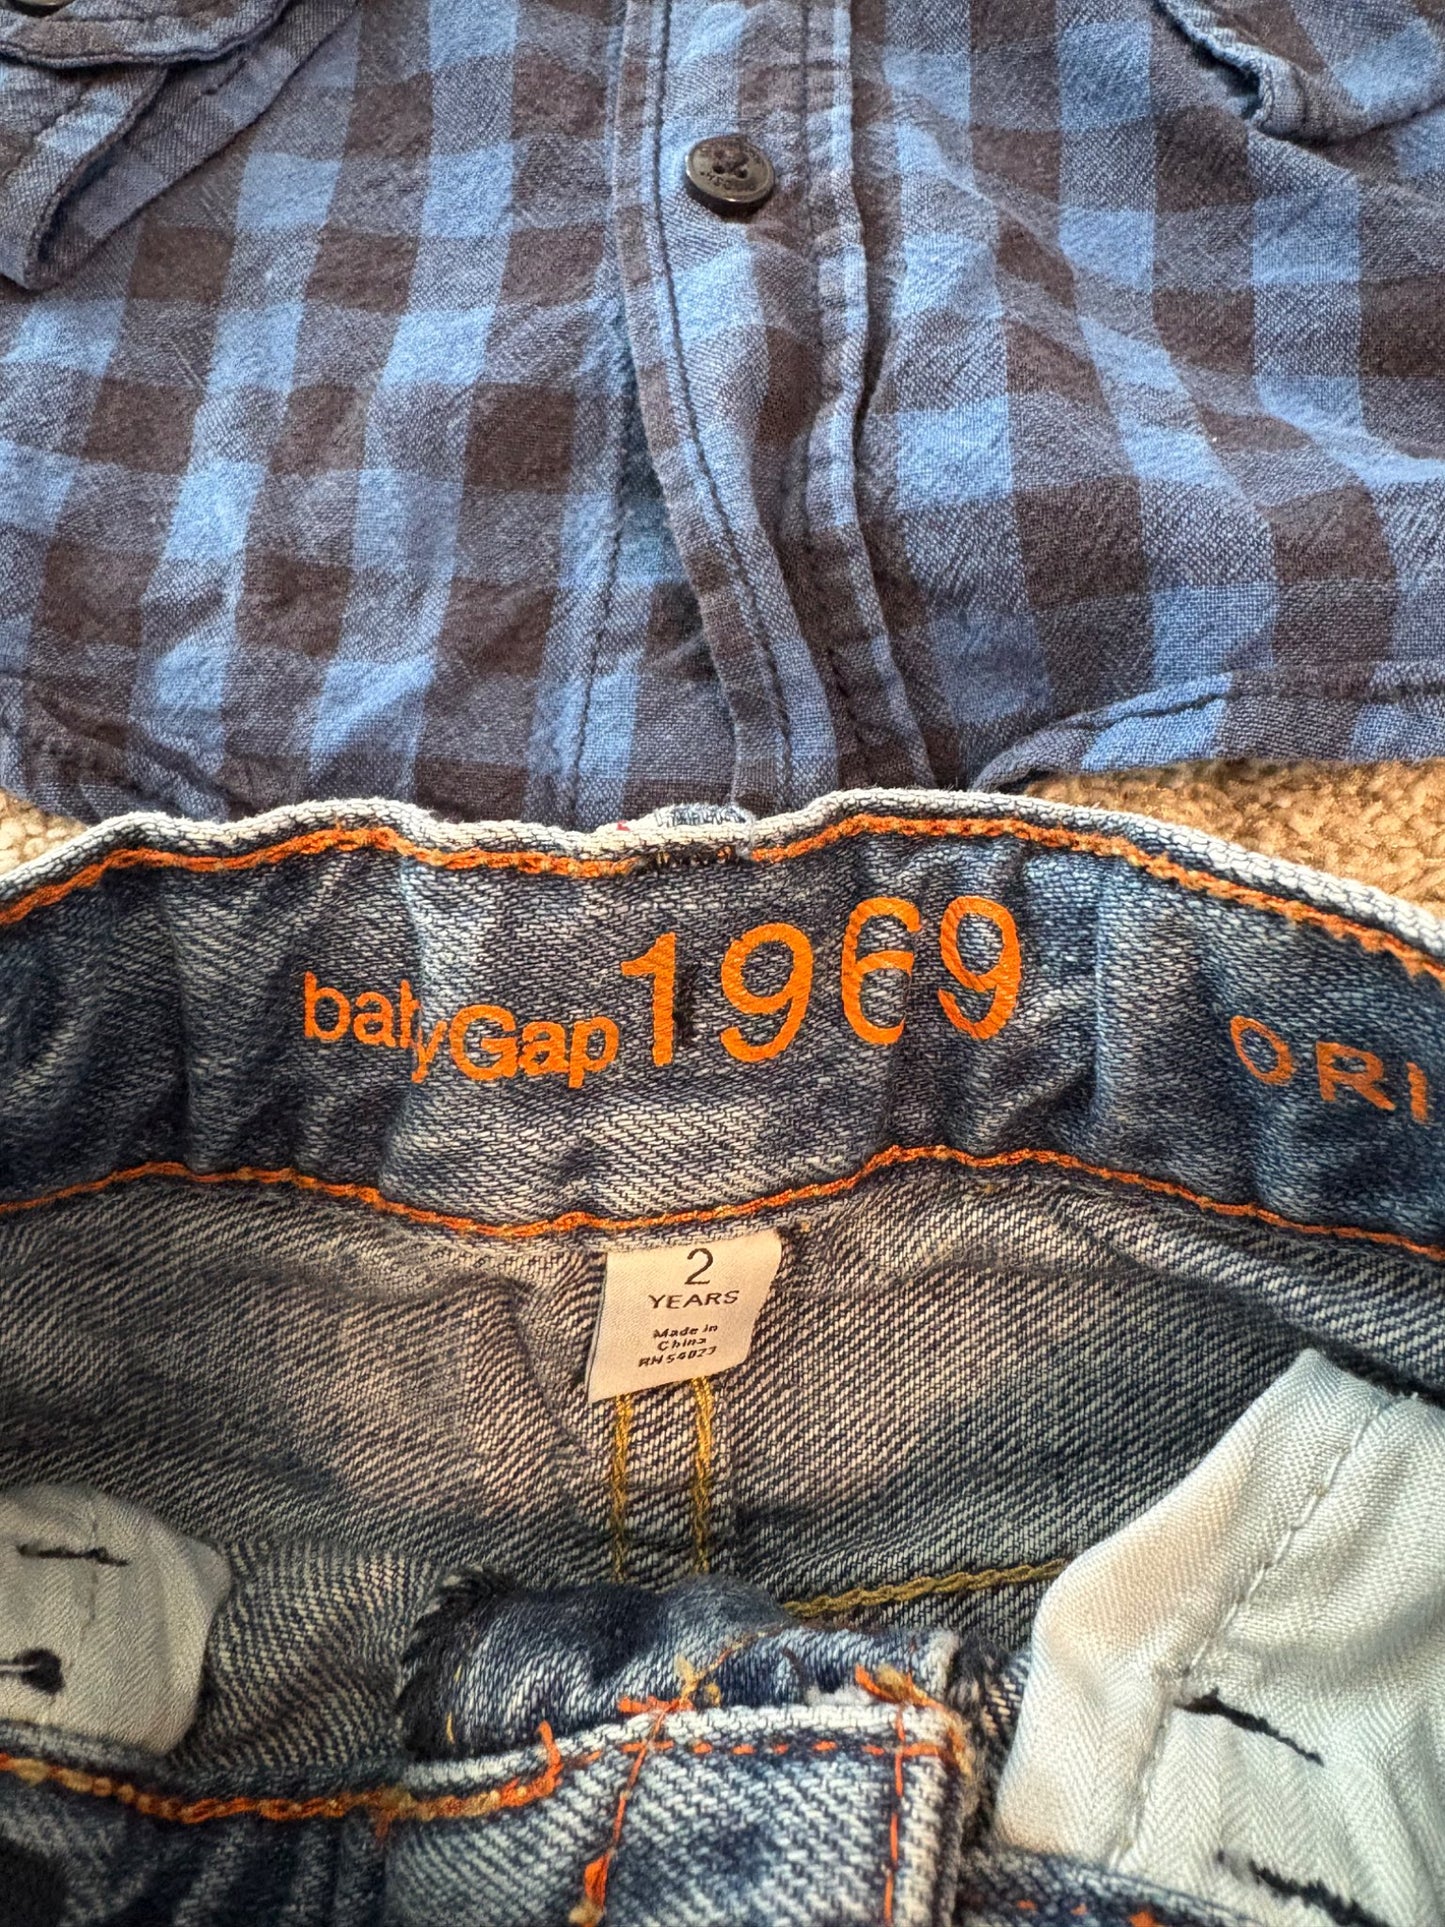 babyGap 1969
ORI
2
YEARS
Made in
China
RN 54023